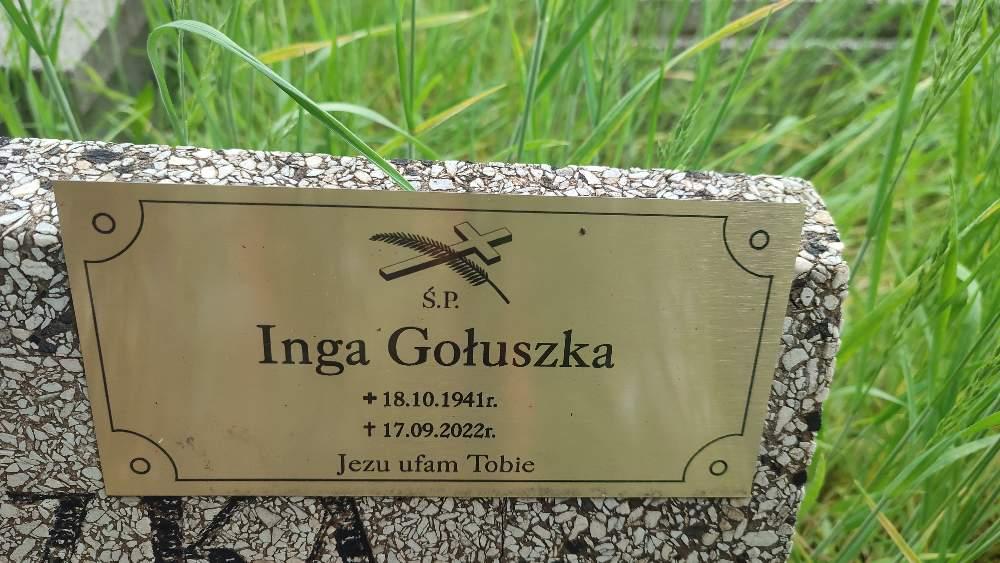 Ś.P.
Inga Gołuszka
✚ 18.10.1941r.
✝ 17.09.2022r.
Jezu ufam Tobie